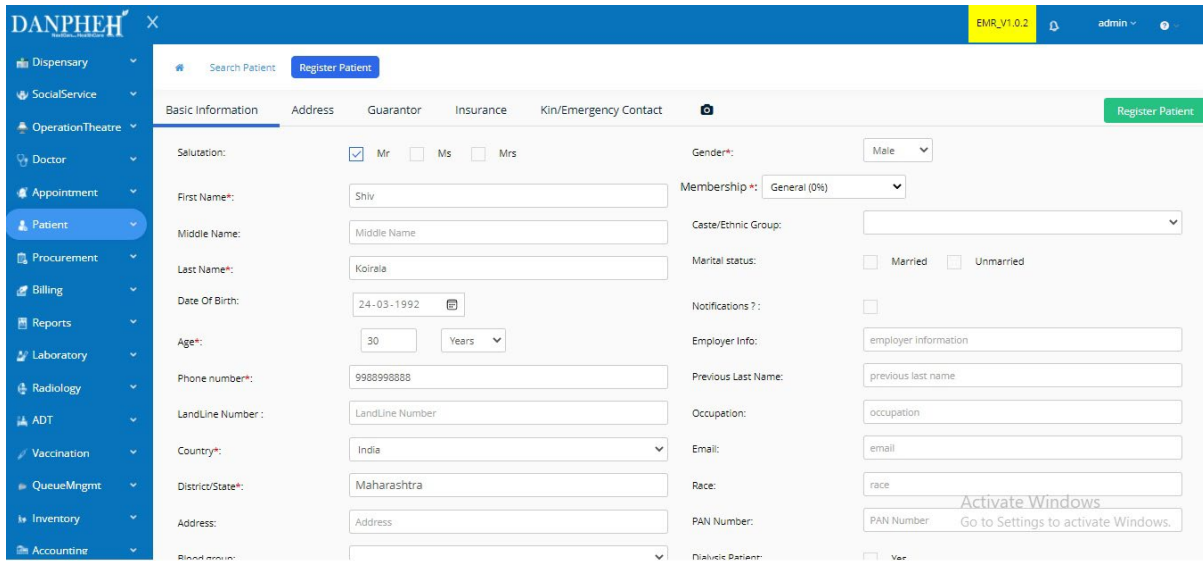 DANPHEH
EMR_V1.0.2
admin
Dispensary
SocialService
OperationTheatre
Doctor
Appointment
Patient
Procurement
Billing
Reports
Laboratory
Radiology
ADT
Vaccination
QueueMngmt
Inventory
Accounting
Search Patient Register Patient
Basic Information Address Guarantor Insurance Kin/Emergency Contact Register Patient
Salutation: Mr Ms Mrs
First Name*: Shiv
Middle Name: Middle Name
Last Name*: Koirala
Date Of Birth: 24-03-1992
Age*: 30 Years
Phone number*: 9988998888
LandLine Number : LandLine Number
Country*: India
District/State*: Maharashtra
Address: Address
Blood group:
Gender*: Male
Membership *: General (0%)
Caste/Ethnic Group:
Marital status: Married Unmarried
Notifications ? :
Employer Info: employer information
Previous Last Name: previous last name
Occupation: occupation
Email: email
Race: race
PAN Number: PAN Number
Dialysis Patient: Yes
Activate Windows
Go to Settings to activate Windows.